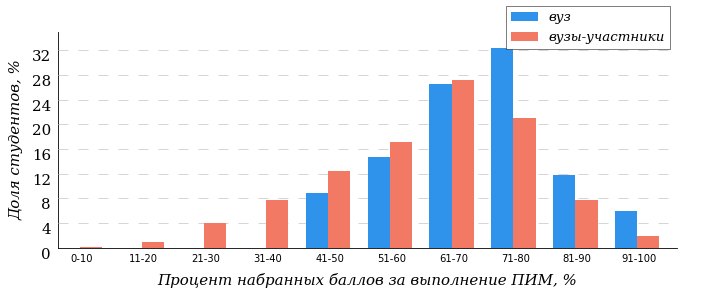 вуз
вузы-участники
Доля студентов, %
32
28
24
20
16
12
8
4
0
0-10 11-20 21-30 31-40 41-50 51-60 61-70 71-80 81-90 91-100
Процент набранных баллов за выполнение ПИМ, %